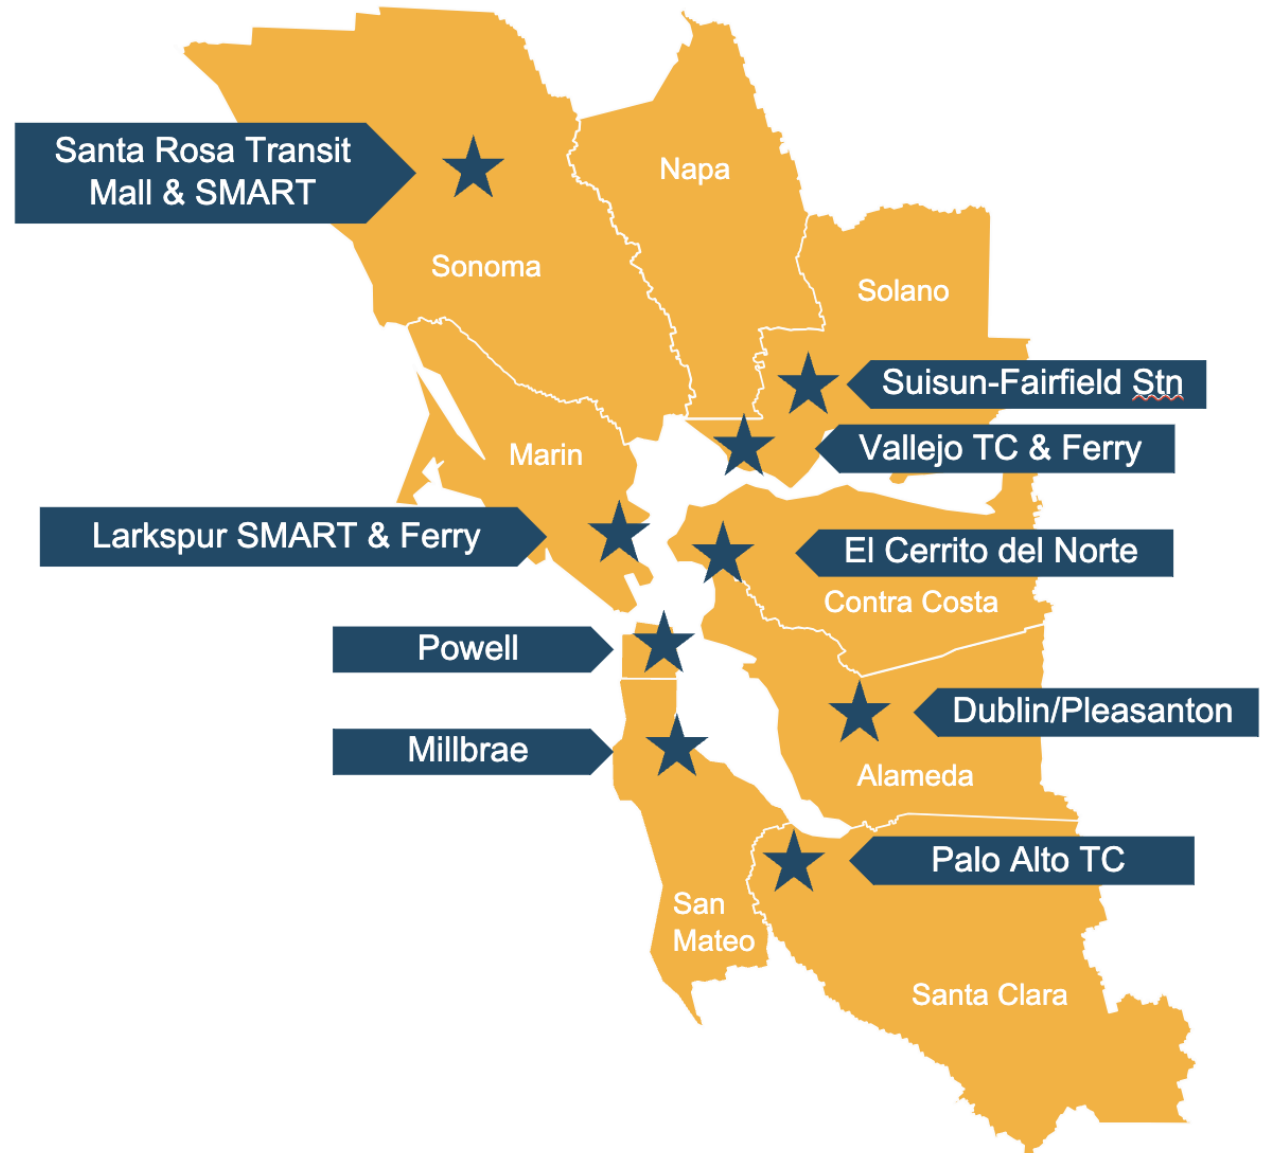 Santa Rosa Transit
Mall & SMART
Napa
Sonoma
Solano
Suisun-Fairfield Stn
Vallejo TC & Ferry
Marin
Larkspur SMART & Ferry
El Cerrito del Norte
Contra Costa
Powell
Dublin/Pleasanton
Millbrae
Alameda
Palo Alto TC
San
Mateo
Santa Clara